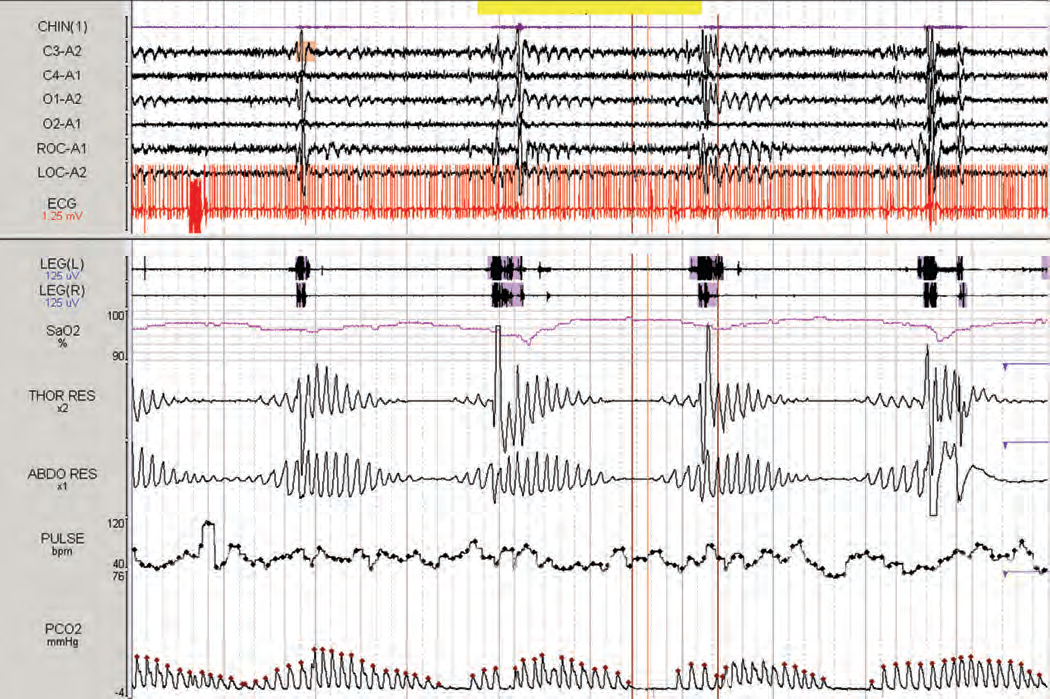 CHIN(1)
C3-A2
C4-A1
O1-A2
O2-A1
ROC-A1
LOC-A2
ECG
1.25 mV
LEG(L)
125 uV
LEG(R)
125 uV
100
SaO2
%
90
THOR RES
x2
ABDO RES
x1
120
PULSE
bpm
40
76
PCO2
mmHg
-4